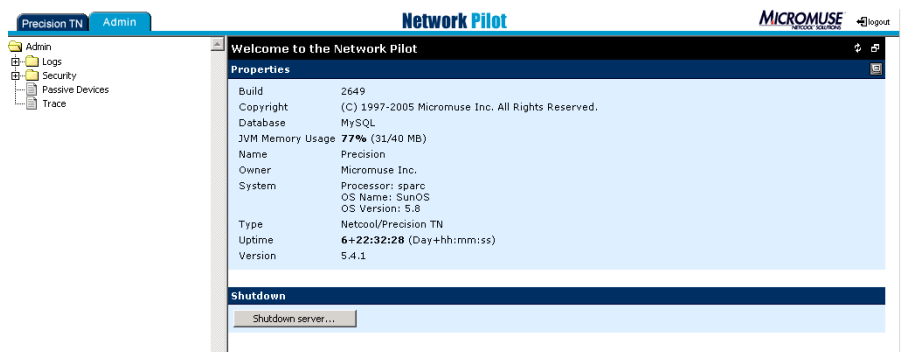 Precision TN Admin Network Pilot MICROMUSE logout
NETCOOL SOLUTIONS
Admin
Logs
Security
Passive Devices
Trace
Welcome to the Network Pilot
Properties
Build 2649
Copyright (C) 1997-2005 Micromuse Inc. All Rights Reserved.
Database MySQL
JVM Memory Usage 77% (31/40 MB)
Name Precision
Owner Micromuse Inc.
System Processor: sparc
OS Name: SunOS
OS Version: 5.8
Type Netcool/Precision TN
Uptime 6+22:32:28 (Day+hh:mm:ss)
Version 5.4.1
Shutdown
Shutdown server...